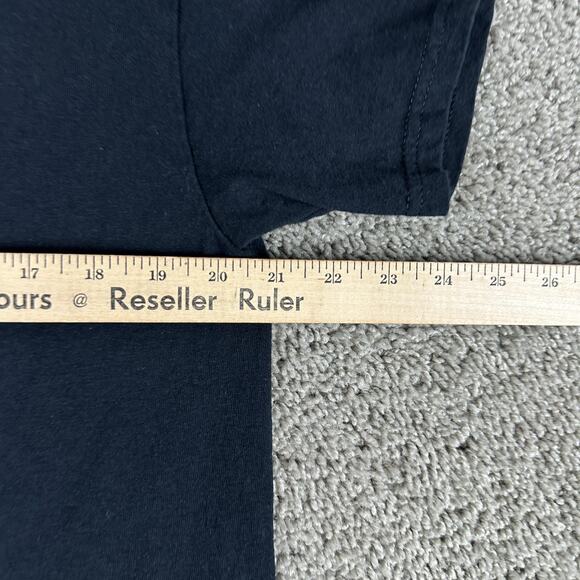 17 18 19 20 21 22 23 24 25 26
ours @ Reseller Ruler